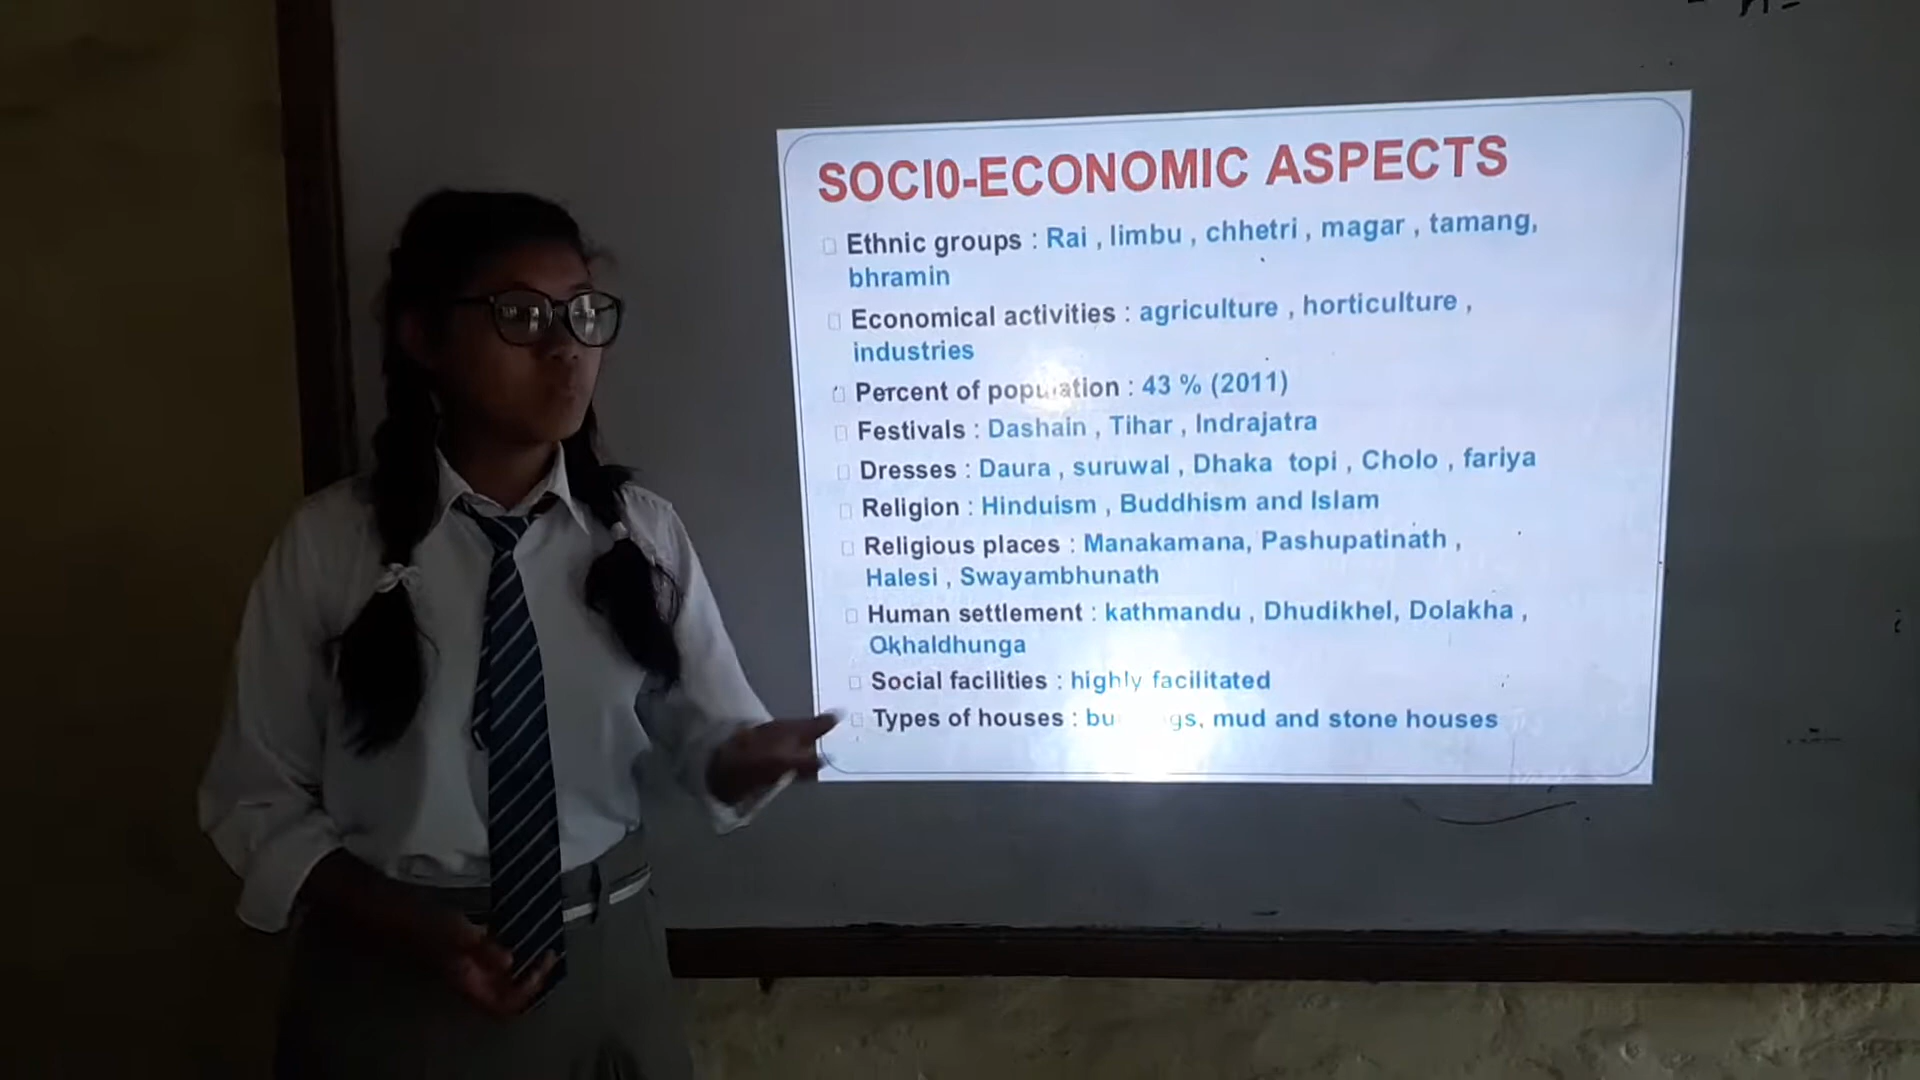 SOCI0-ECONOMIC ASPECTS
Ethnic groups : Rai , limbu , chhetri , magar , tamang,
bhramin
Economical activities : agriculture , horticulture ,
industries
Percent of population : 43 % (2011)
Festivals : Dashain , Tihar , Indrajatra
Dresses : Daura , suruwal , Dhaka topi , Cholo , fariya
Religion : Hinduism , Buddhism and Islam
Religious places : Manakamana, Pashupatinath ,
Halesi , Swayambhunath
Human settlement : kathmandu , Dhudikhel, Dolakha ,
Okhaldhunga
Social facilities : highly facilitated
Types of houses : mud and stone houses